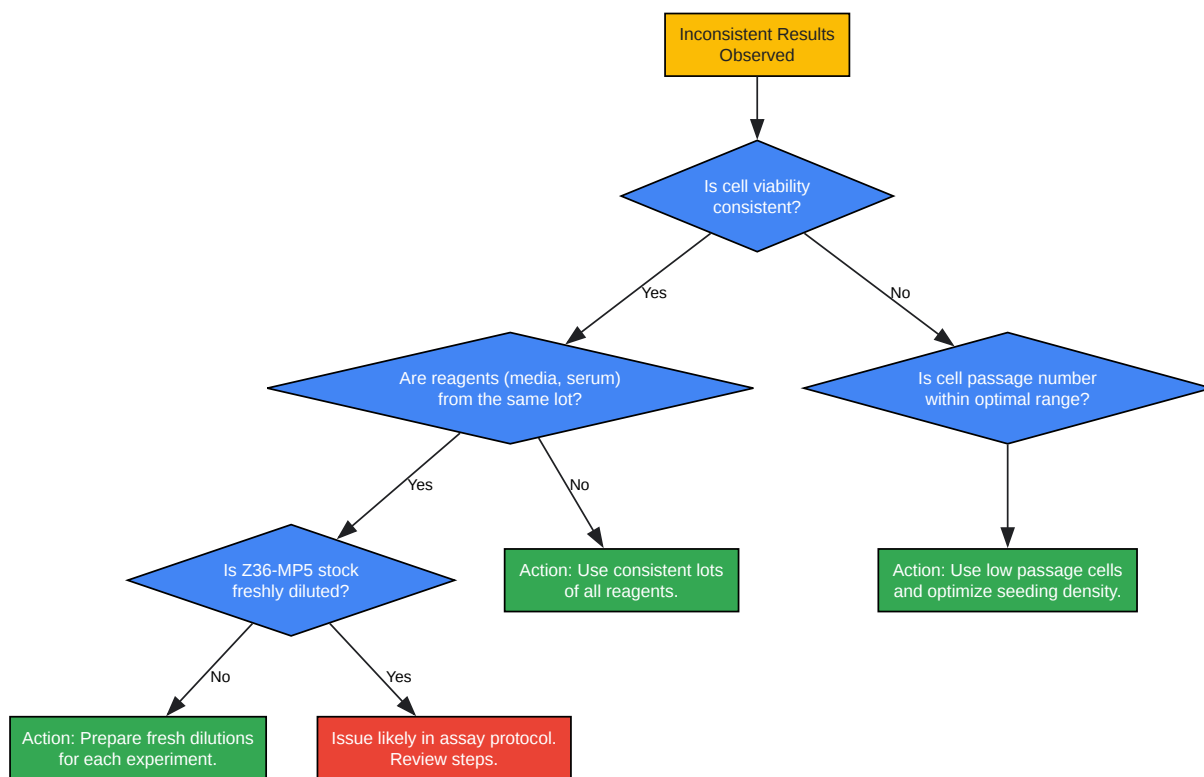 Inconsistent Results
Observed
Is cell viability
consistent?
Yes
No
Are reagents (media, serum)
from the same lot?
Is cell passage number
within optimal range?
Yes
No
Is Z36-MP5 stock
freshly diluted?
Action: Use consistent lots
of all reagents.
Action: Use low passage cells
and optimize seeding density.
No
Yes
Action: Prepare fresh dilutions
for each experiment.
Issue likely in assay protocol.
Review steps.